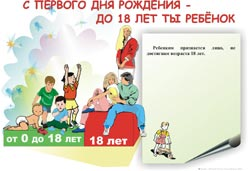 С ПЕРВОГО ДНЯ РОЖДЕНИЯ -
ДО 18 ЛЕТ ТЫ РЕБЁНОК
Ребенком признается лицо, не
достигшее возраста 18 лет.
от 0 до 18 лет
18 лет